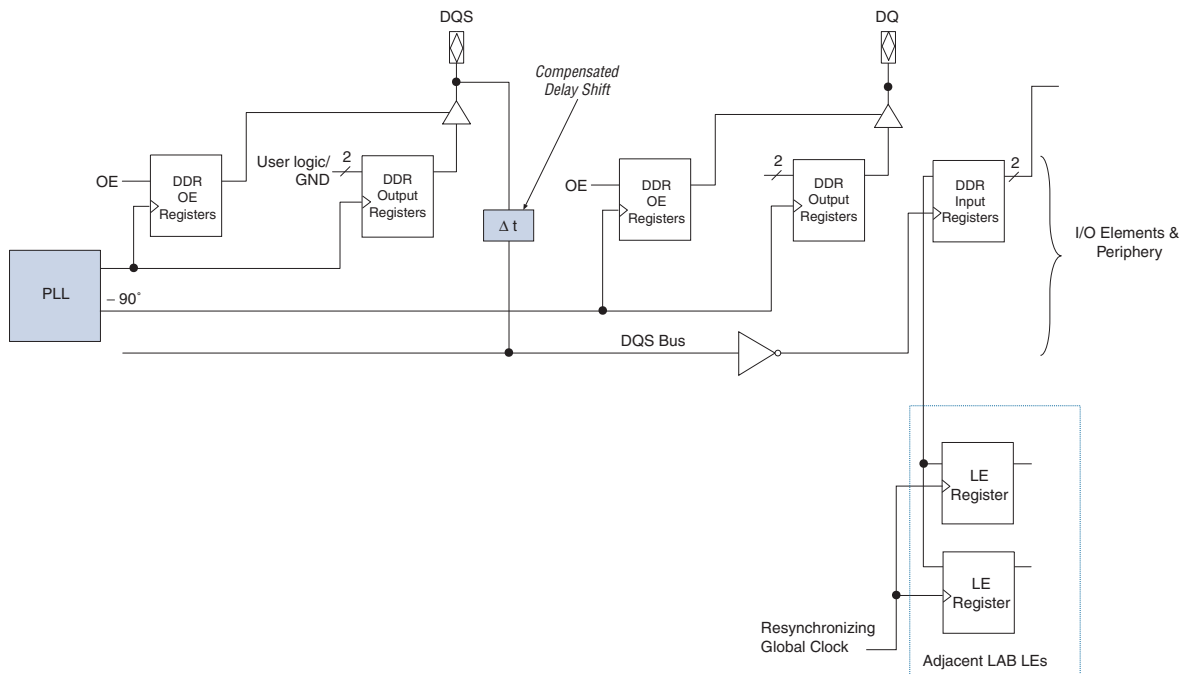 DQS
DQ
Compensated
Delay Shift
2
User logic/
GND
OE
DDR
OE
Registers
DDR
Output
Registers
Δ t
OE
DDR
OE
Registers
2
DDR
Output
Registers
DDR
Input
Registers
2
I/O Elements &
Periphery
PLL
– 90˚
DQS Bus
LE
Register
LE
Register
Resynchronizing
Global Clock
Adjacent LAB LEs